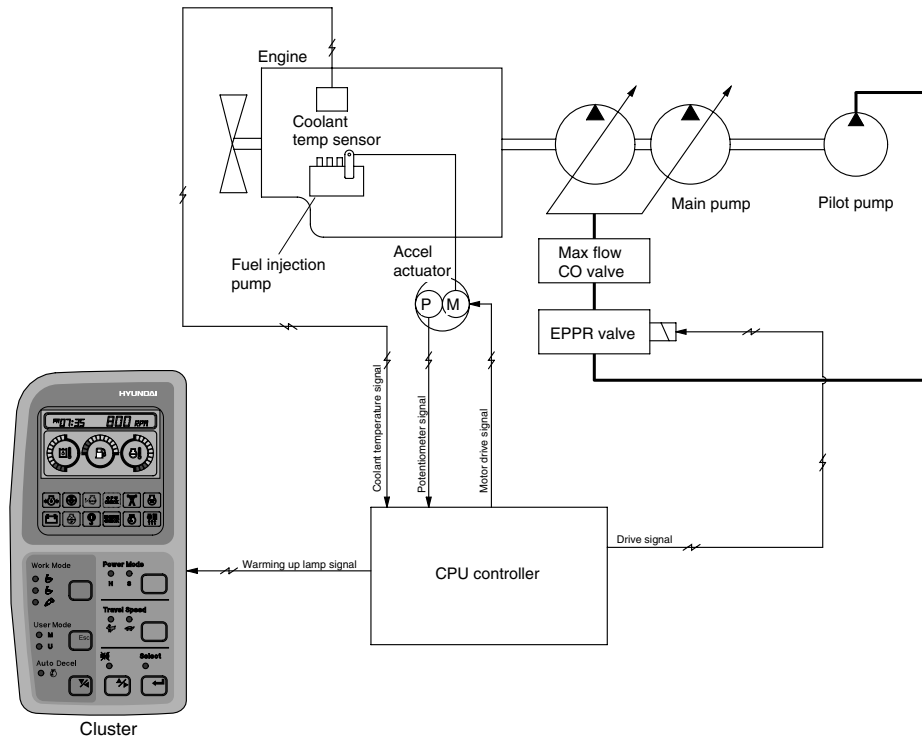 Engine
Coolant
temp sensor
Fuel injection
pump
Accel
actuator
P M
Main pump
Pilot pump
Max flow
CO valve
EPPR valve
Coolant temperature signal
Potentiometer signal
Motor drive signal
Drive signal
CPU controller
Warming up lamp signal
HYUNDAI
07:35 800 RPM
Work Mode
Power Mode
H S
Travel Speed
User Mode
M
U
Esc
Auto Decel
Select
Cluster